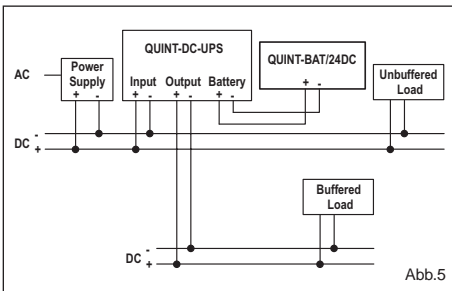 QUINT-DC-UPS
QUINT-BAT/24DC
AC
Power
Supply
+ -
Input Output Battery
+ - + - + -
+ -
Unbuffered
Load
DC -
+
Buffered
Load
DC -
+
Abb.5